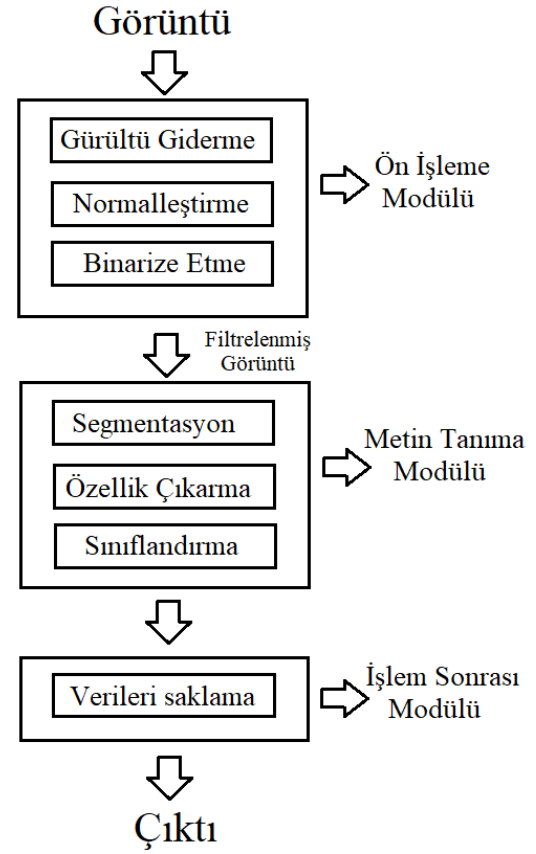 Görüntü
Gürültü Giderme
Normalleştirme
Binarize Etme
Ön İşleme
Modülü
Filtrelenmiş
Görüntü
Segmentasyon
Özellik Çıkarma
Sınıflandırma
Metin Tanıma
Modülü
Verileri saklama
İşlem Sonrası
Modülü
Çıktı